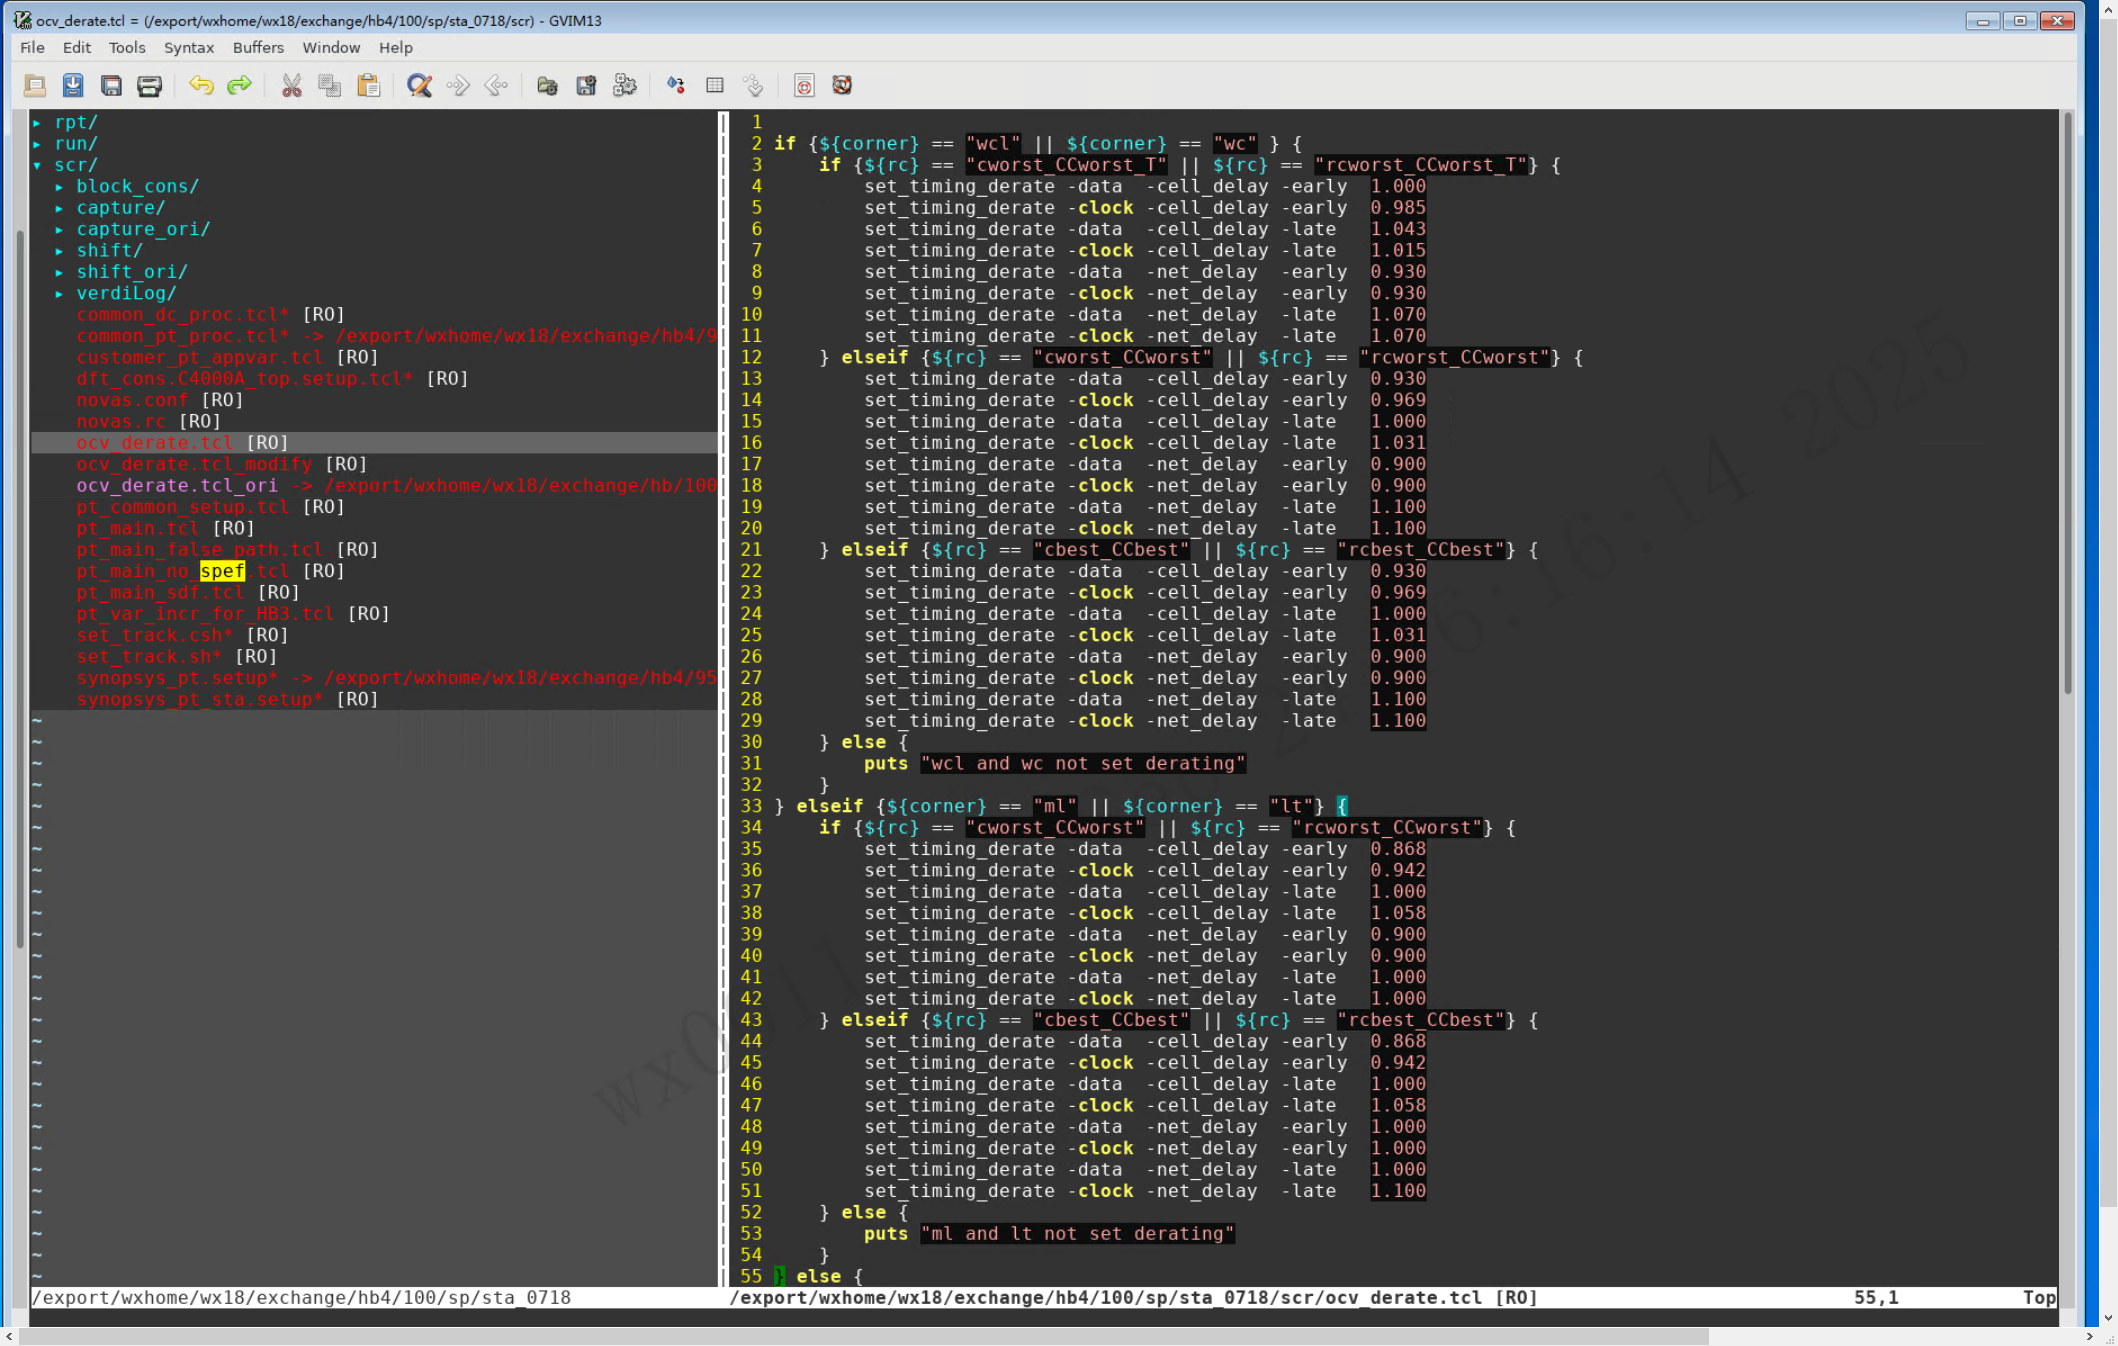 ocv_derate.tcl = (/export/wxhome/wx18/exchange/hb4/100/sp/sta_0718/scr) - GVIM13
File Edit Tools Syntax Buffers Window Help
▸ rpt/
▸ run/
▾ scr/
▸ block_cons/
▸ capture/
▸ capture_ori/
▸ shift/
▸ shift_ori/
▸ verdiLog/
common_dc_proc.tcl* [RO]
common_pt_proc.tcl* -> /export/wxhome/wx18/exchange/hb4/9
customer_pt_appvar.tcl [RO]
dft_cons.C4000A_top.setup.tcl* [RO]
novas.conf [RO]
novas.rc [RO]
ocv_derate.tcl [RO]
ocv_derate.tcl_modify [RO]
ocv_derate.tcl_ori -> /export/wxhome/wx18/exchange/hb/100
pt_common_setup.tcl [RO]
pt_main.tcl [RO]
pt_main_false_path.tcl [RO]
pt_main_no_spef.tcl [RO]
pt_main_sdf.tcl [RO]
pt_var_incr_for_HB3.tcl [RO]
set_track.csh* [RO]
set_track.sh* [RO]
synopsys_pt.setup* -> /export/wxhome/wx18/exchange/hb4/95
synopsys_pt_sta.setup* [RO]
/export/wxhome/wx18/exchange/hb4/100/sp/sta_0718
1
2 if {${corner} == "wcl" || ${corner} == "wc" } {
3     if {${rc} == "cworst_CCworst_T" || ${rc} == "rcworst_CCworst_T"} {
4         set_timing_derate -data  -cell_delay -early  1.000
5         set_timing_derate -clock -cell_delay -early  0.985
6         set_timing_derate -data  -cell_delay -late   1.043
7         set_timing_derate -clock -cell_delay -late   1.015
8         set_timing_derate -data  -net_delay  -early  0.930
9         set_timing_derate -clock -net_delay  -early  0.930
10         set_timing_derate -data  -net_delay  -late   1.070
11         set_timing_derate -clock -net_delay  -late   1.070
12     } elseif {${rc} == "cworst_CCworst" || ${rc} == "rcworst_CCworst"} {
13         set_timing_derate -data  -cell_delay -early  0.930
14         set_timing_derate -clock -cell_delay -early  0.969
15         set_timing_derate -data  -cell_delay -late   1.000
16         set_timing_derate -clock -cell_delay -late   1.031
17         set_timing_derate -data  -net_delay  -early  0.900
18         set_timing_derate -clock -net_delay  -early  0.900
19         set_timing_derate -data  -net_delay  -late   1.100
20         set_timing_derate -clock -net_delay  -late   1.100
21     } elseif {${rc} == "cbest_CCbest" || ${rc} == "rcbest_CCbest"} {
22         set_timing_derate -data  -cell_delay -early  0.930
23         set_timing_derate -clock -cell_delay -early  0.969
24         set_timing_derate -data  -cell_delay -late   1.000
25         set_timing_derate -clock -cell_delay -late   1.031
26         set_timing_derate -data  -net_delay  -early  0.900
27         set_timing_derate -clock -net_delay  -early  0.900
28         set_timing_derate -data  -net_delay  -late   1.100
29         set_timing_derate -clock -net_delay  -late   1.100
30     } else {
31         puts "wcl and wc not set derating"
32     }
33 } elseif {${corner} == "ml" || ${corner} == "lt"} {
34     if {${rc} == "cworst_CCworst" || ${rc} == "rcworst_CCworst"} {
35         set_timing_derate -data  -cell_delay -early  0.868
36         set_timing_derate -clock -cell_delay -early  0.942
37         set_timing_derate -data  -cell_delay -late   1.000
38         set_timing_derate -clock -cell_delay -late   1.058
39         set_timing_derate -data  -net_delay  -early  0.900
40         set_timing_derate -clock -net_delay  -early  0.900
41         set_timing_derate -data  -net_delay  -late   1.000
42         set_timing_derate -clock -net_delay  -late   1.000
43     } elseif {${rc} == "cbest_CCbest" || ${rc} == "rcbest_CCbest"} {
44         set_timing_derate -data  -cell_delay -early  0.868
45         set_timing_derate -clock -cell_delay -early  0.942
46         set_timing_derate -data  -cell_delay -late   1.000
47         set_timing_derate -clock -cell_delay -late   1.058
48         set_timing_derate -data  -net_delay  -early  1.000
49         set_timing_derate -clock -net_delay  -early  1.000
50         set_timing_derate -data  -net_delay  -late   1.000
51         set_timing_derate -clock -net_delay  -late   1.100
52     } else {
53         puts "ml and lt not set derating"
54     }
55 } else {
/export/wxhome/wx18/exchange/hb4/100/sp/sta_0718/scr/ocv_derate.tcl [RO] 55,1 Top